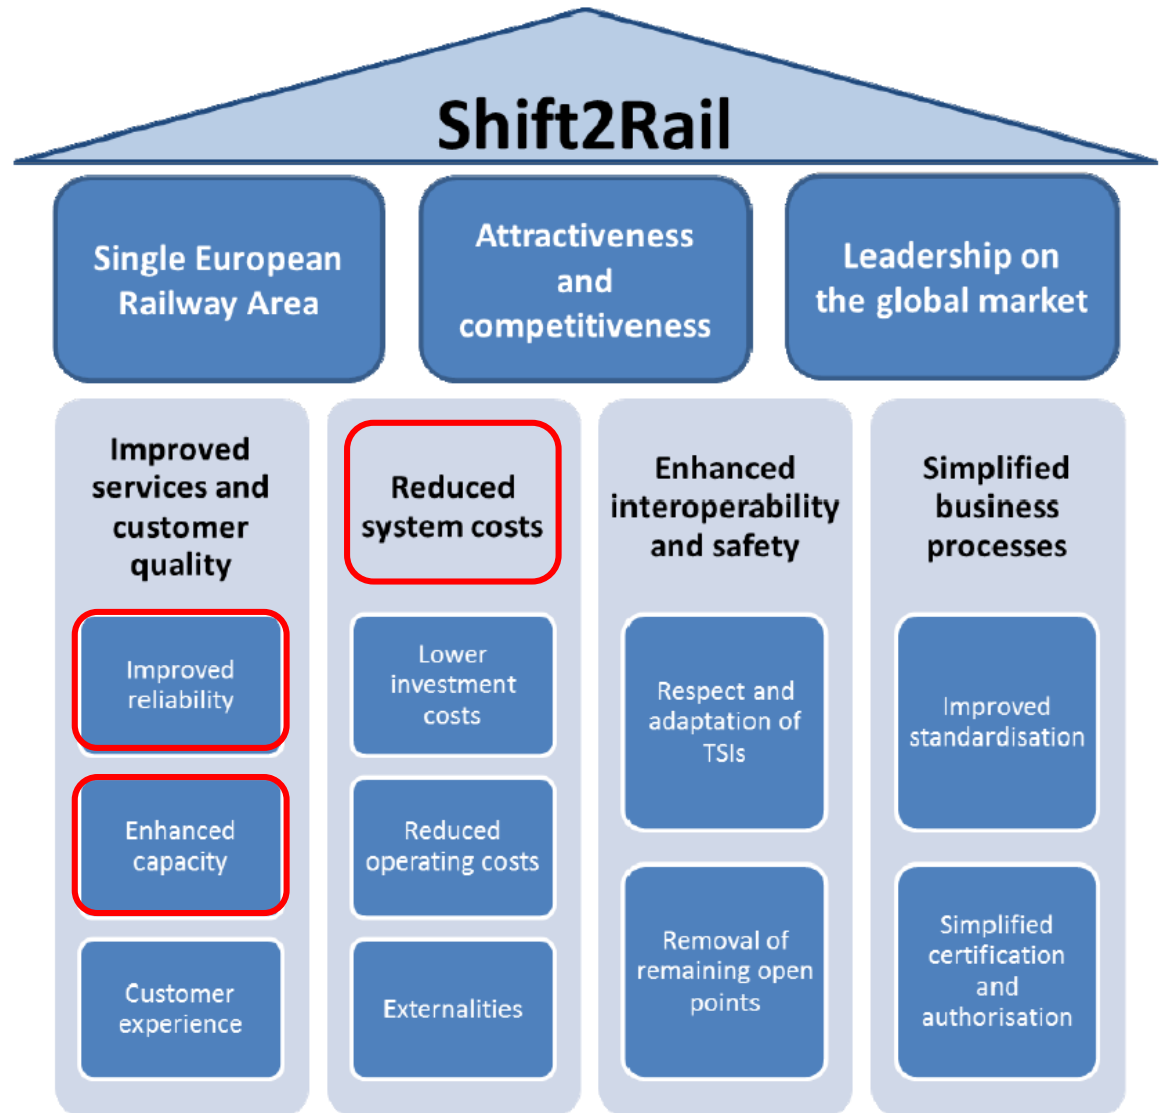 Shift2Rail
Single European
Railway Area
Attractiveness
and
competitiveness
Leadership on
the global market
Improved
services and
customer
quality
Improved
reliability
Enhanced
capacity
Customer
experience
Reduced
system costs
Lower
investment
costs
Reduced
operating costs
Externalities
Enhanced
interoperability
and safety
Respect and
adaptation of
TSIs
Removal of
remaining open
points
Simplified
business
processes
Improved
standardisation
Simplified
certification
and
authorisation